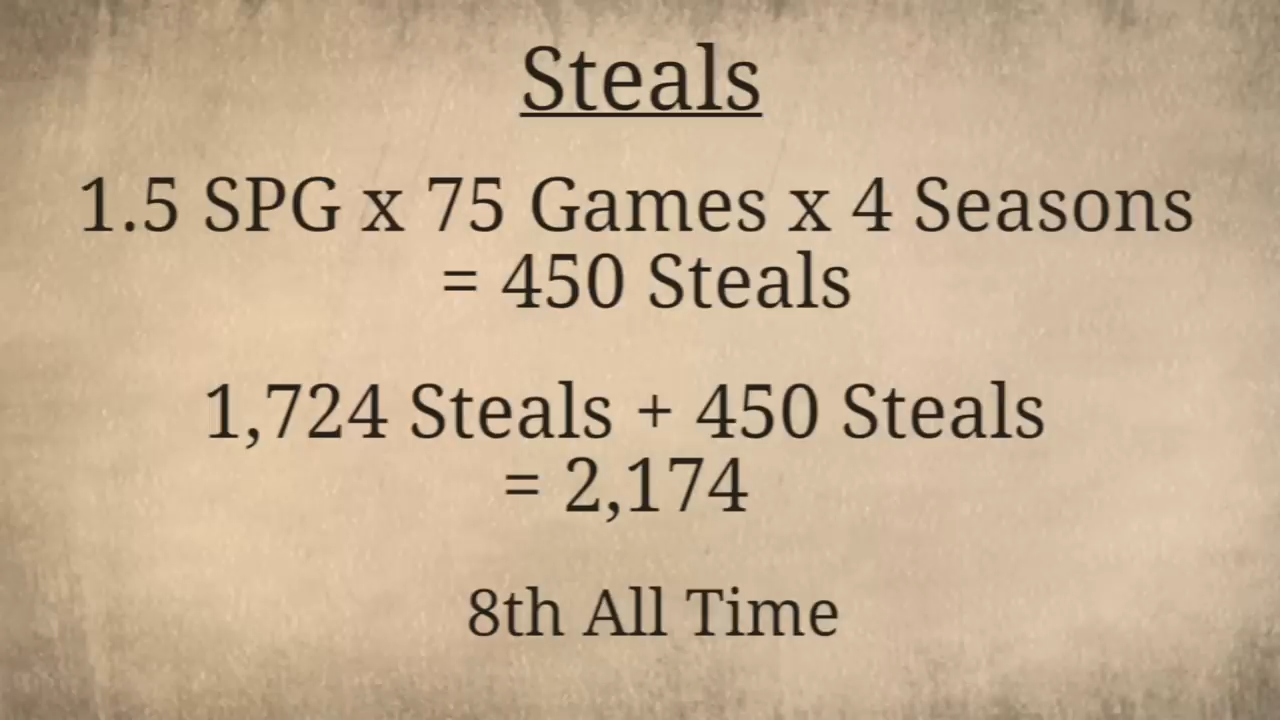 Steals
1.5 SPG x 75 Games x 4 Seasons
= 450 Steals
1,724 Steals + 450 Steals
= 2,174
8th All Time